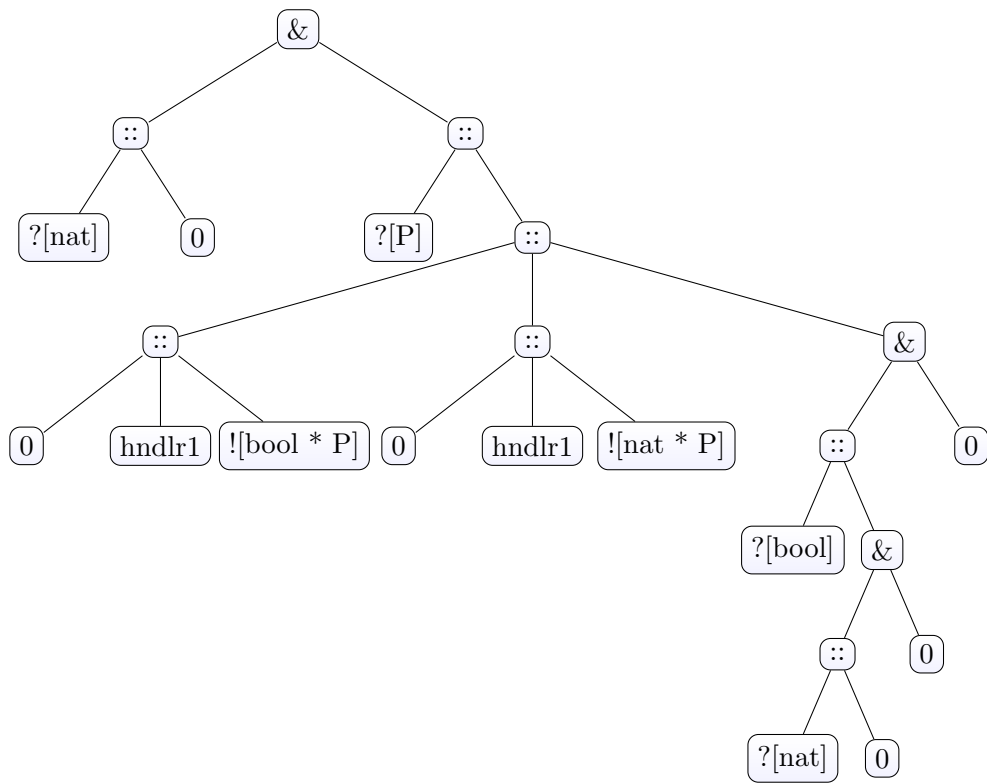 &
:: ::
?[nat] 0 ?[P] ::
:: :: &
0 hndlr1 ![bool * P] 0 hndlr1 ![nat * P] :: 0
?[bool] &
:: 0
?[nat] 0